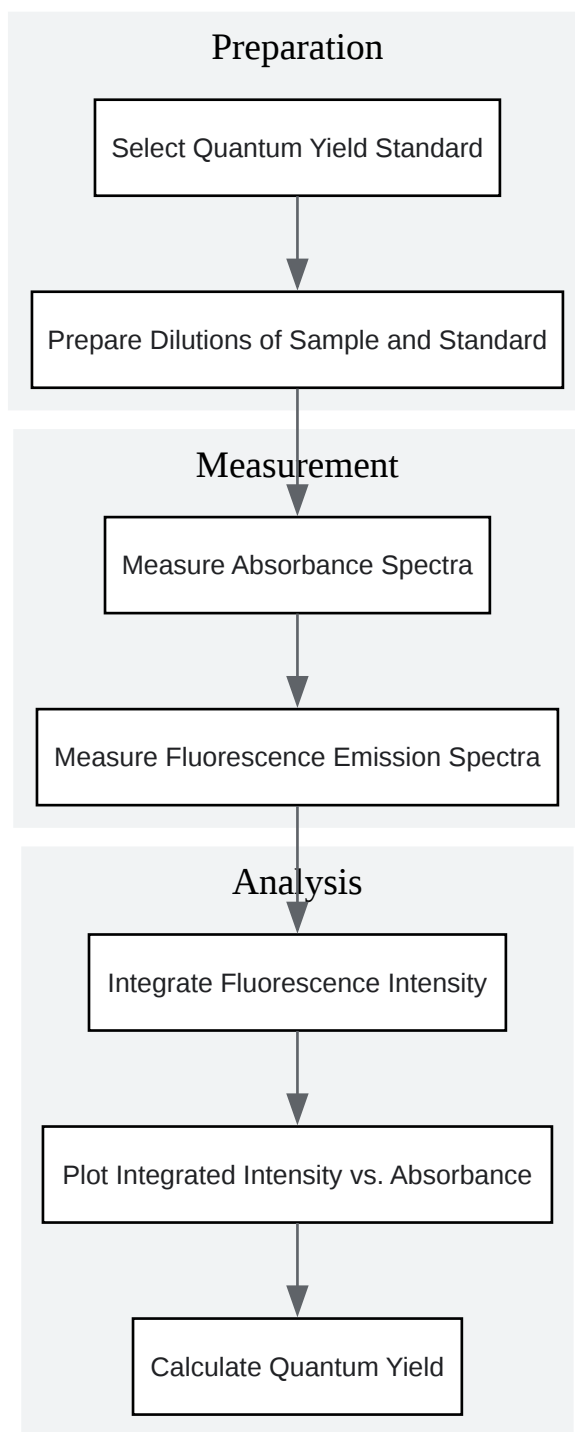 Preparation
Select Quantum Yield Standard
Prepare Dilutions of Sample and Standard
Measurement
Measure Absorbance Spectra
Measure Fluorescence Emission Spectra
Analysis
Integrate Fluorescence Intensity
Plot Integrated Intensity vs. Absorbance
Calculate Quantum Yield